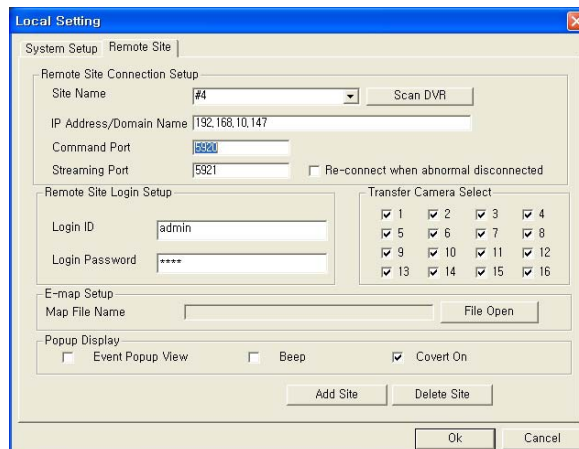 Local Setting
System Setup Remote Site
Remote Site Connection Setup
Site Name #4 Scan DVR
IP Address/Domain Name 192,168,10,147
Command Port 5920
Streaming Port 5921 Re-connect when abnormal disconnected
Remote Site Login Setup Transfer Camera Select
1 2 3 4
Login ID admin 5 6 7 8
9 10 11 12
Login Password **** 13 14 15 16
E-map Setup
Map File Name File Open
Popup Display
Event Popup View Beep Covert On
Add Site Delete Site
Ok Cancel